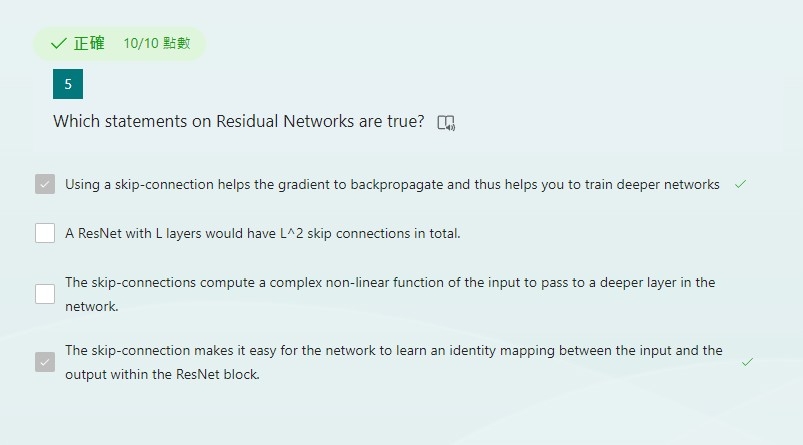 正確 10/10 點數
5
Which statements on Residual Networks are true?
Using a skip-connection helps the gradient to backpropagate and thus helps you to train deeper networks
A ResNet with L layers would have L^2 skip connections in total.
The skip-connections compute a complex non-linear function of the input to pass to a deeper layer in the
network.
The skip-connection makes it easy for the network to learn an identity mapping between the input and the
output within the ResNet block.